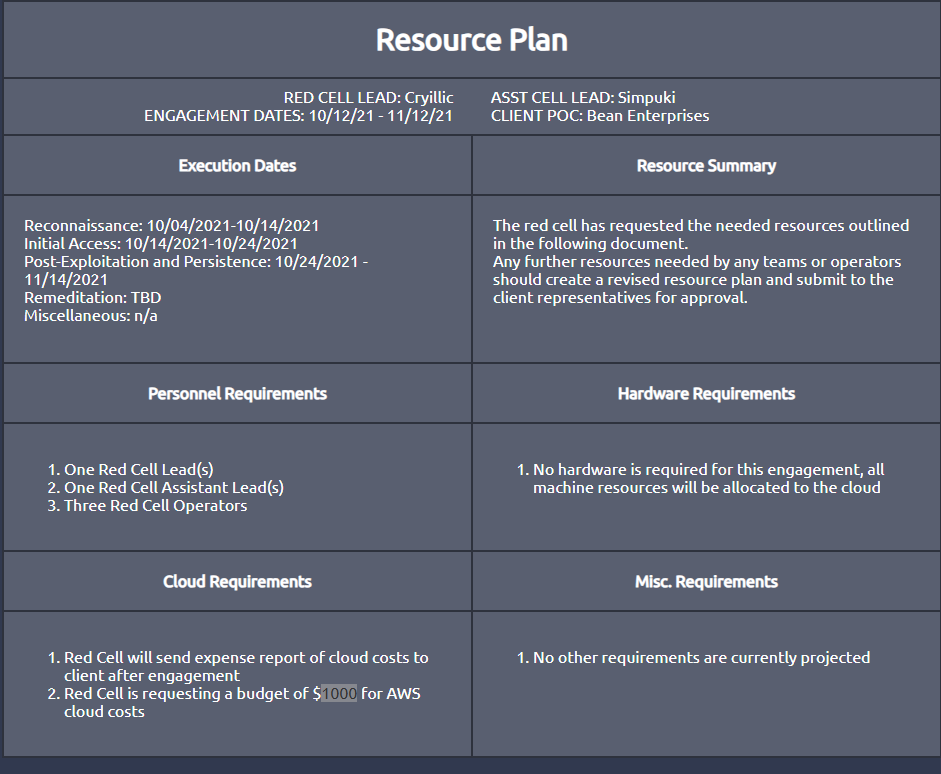 Resource Plan
RED CELL LEAD: Cryillic
ENGAGEMENT DATES: 10/12/21 - 11/12/21
ASST CELL LEAD: Simpuki
CLIENT POC: Bean Enterprises
Execution Dates
Reconnaissance: 10/04/2021-10/14/2021
Initial Access: 10/14/2021-10/24/2021
Post-Exploitation and Persistence: 10/24/2021 -
11/14/2021
Remeditation: TBD
Miscellaneous: n/a
Resource Summary
The red cell has requested the needed resources outlined
in the following document.
Any further resources needed by any teams or operators
should create a revised resource plan and submit to the
client representatives for approval.
Personnel Requirements
1. One Red Cell Lead(s)
2. One Red Cell Assistant Lead(s)
3. Three Red Cell Operators
Hardware Requirements
1. No hardware is required for this engagement, all
machine resources will be allocated to the cloud
Cloud Requirements
1. Red Cell will send expense report of cloud costs to
client after engagement
2. Red Cell is requesting a budget of $1000 for AWS
cloud costs
Misc. Requirements
1. No other requirements are currently projected